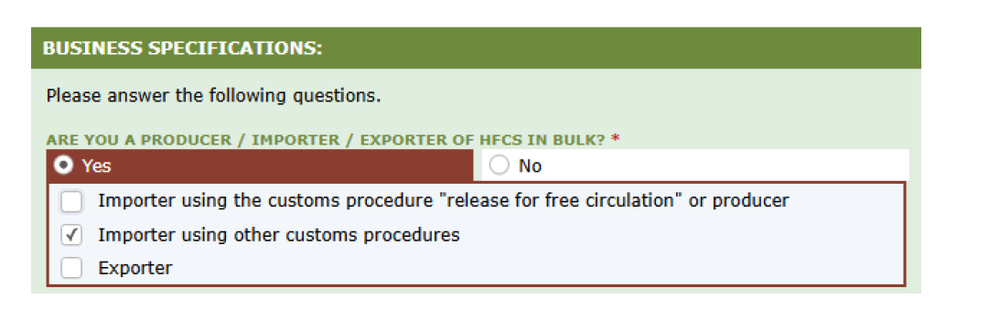 BUSINESS SPECIFICATIONS:
Please answer the following questions.
ARE YOU A PRODUCER / IMPORTER / EXPORTER OF HFCS IN BULK? *
Yes No
Importer using the customs procedure "release for free circulation" or producer
Importer using other customs procedures
Exporter